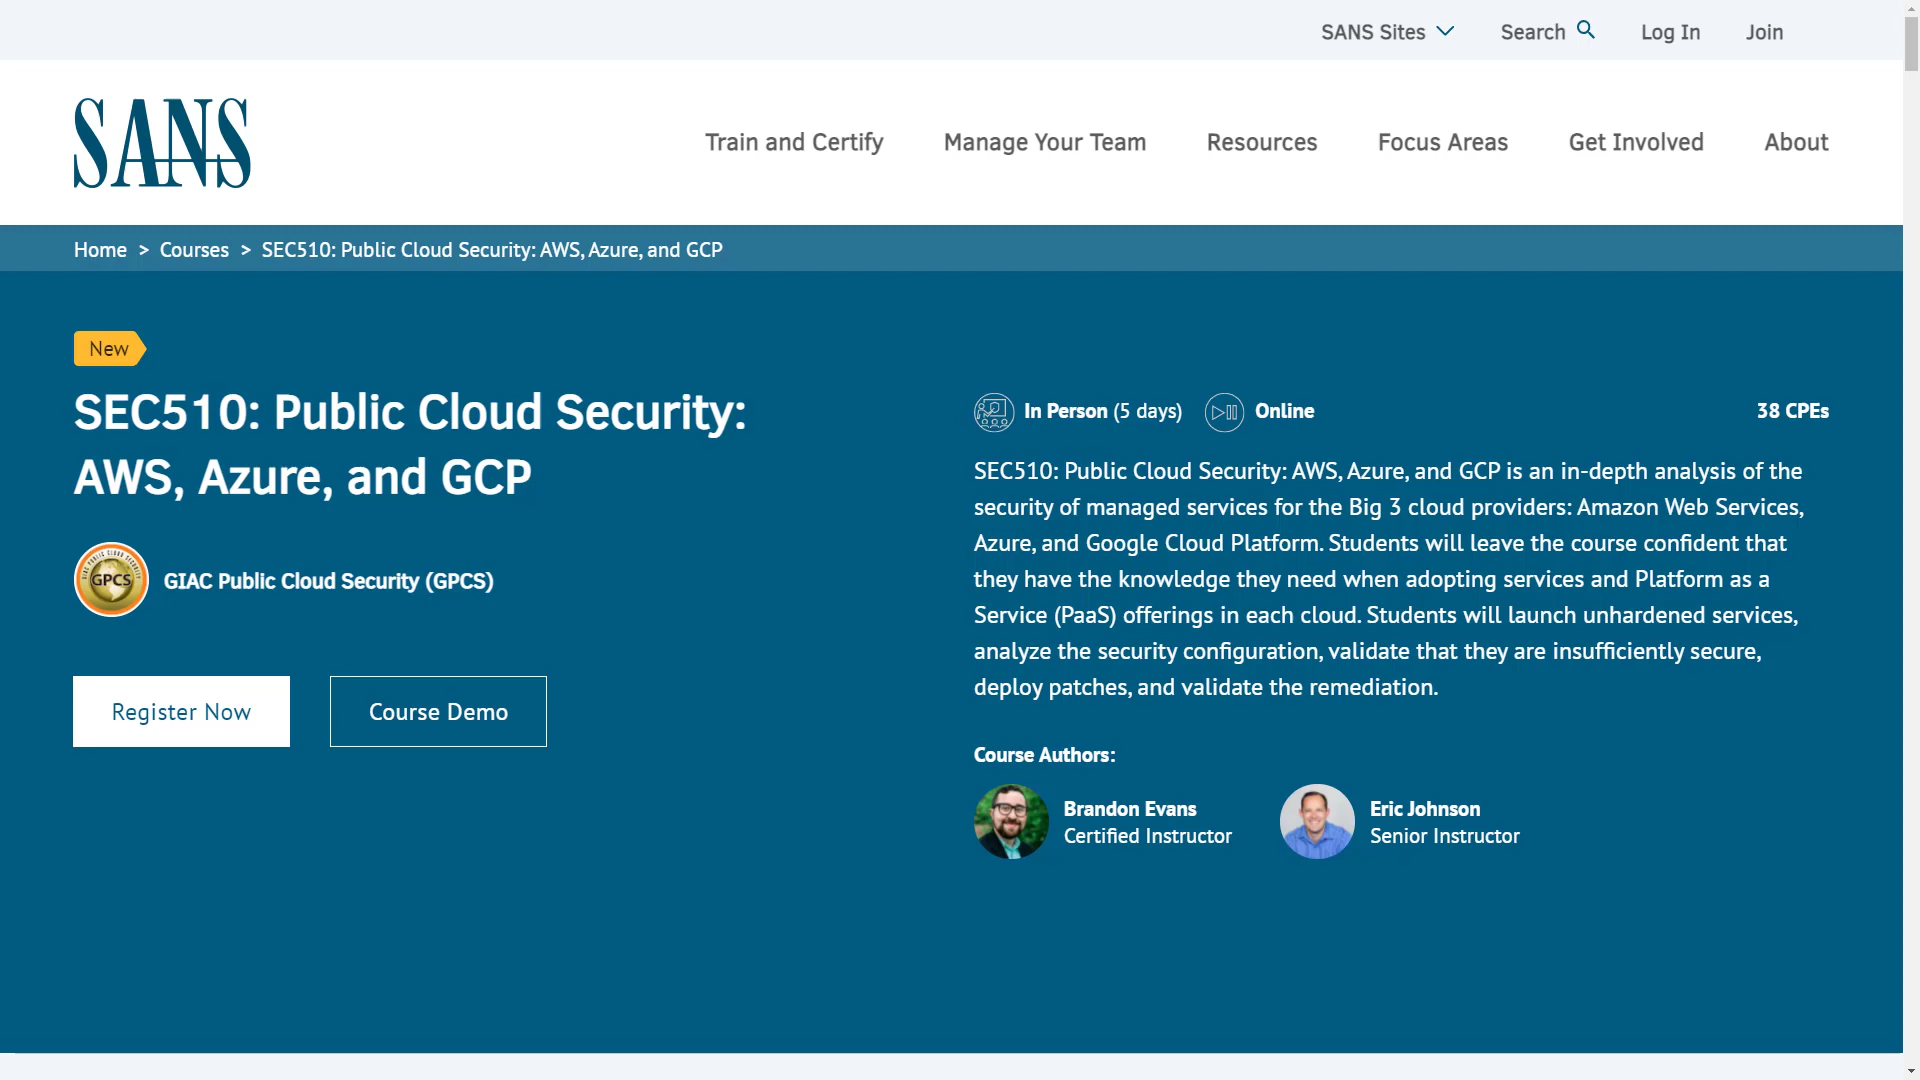 SANS Sites
Search
Log In
Join
SANS
Train and Certify
Manage Your Team
Resources
Focus Areas
Get Involved
About
Home > Courses > SEC510: Public Cloud Security: AWS, Azure, and GCP
New
SEC510: Public Cloud Security:
AWS, Azure, and GCP
GPCS
GIAC Public Cloud Security (GPCS)
Register Now
Course Demo
In Person (5 days)
Online
38 CPEs
SEC510: Public Cloud Security: AWS, Azure, and GCP is an in-depth analysis of the
security of managed services for the Big 3 cloud providers: Amazon Web Services,
Azure, and Google Cloud Platform. Students will leave the course confident that
they have the knowledge they need when adopting services and Platform as a
Service (PaaS) offerings in each cloud. Students will launch unhardened services,
analyze the security configuration, validate that they are insufficiently secure,
deploy patches, and validate the remediation.
Course Authors:
Brandon Evans
Certified Instructor
Eric Johnson
Senior Instructor